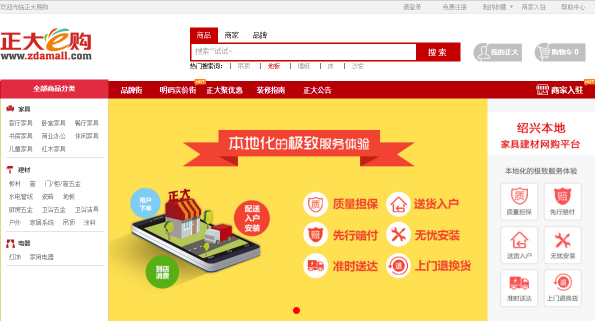 欢迎光临正大易购
请登录 免费注册 我的收藏 商家入驻 帮助中心
正大e购
www.zdamall.com
商品 商家 品牌
搜索"试试~
搜 索
我的正大
购物车 0
热门搜索词: | 吊顶 | 地板 | 墙纸 | 床 | 沙发
全部商品分类
品牌街 明码实价街 正大聚优惠 装修指南 正大公告
商家入驻
家具
客厅家具 卧室家具 餐厅家具
书房家具 商业办公 休闲家具
儿童家具 红木家具
建材
板材 窗 门/柜/窗五金
水电管线 瓷砖 地板
厨房五金 卫浴五金 卫浴洁具
户外 家居系统 吊顶 涂料
电器
灯饰 家用电器
本地化的极致服务体验
用户
下单
正大
配送
入户
安装
到店
消费
质 质量担保
送货入户
赔 先行赔付
无忧安装
准时送达
退 上门退换货
绍兴本地
家具建材网购平台
本地化的极致服务体验
质 质量担保
赔 先行赔付
送货入户
无忧安装
准时送达
退 上门退换货